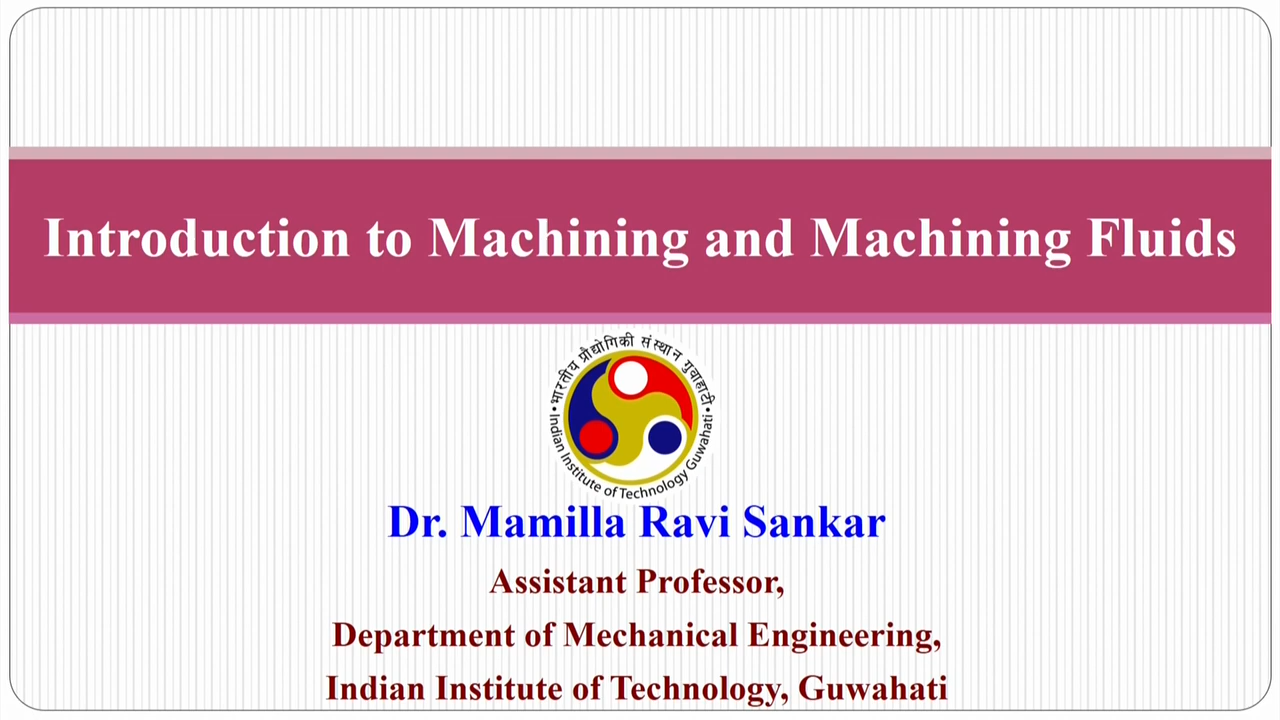 Introduction to Machining and Machining Fluids
भारतीय प्रौद्योगिकी संस्थान गुवाहाटी
Indian Institute of Technology Guwahati
Dr. Mamilla Ravi Sankar
Assistant Professor,
Department of Mechanical Engineering,
Indian Institute of Technology, Guwahati